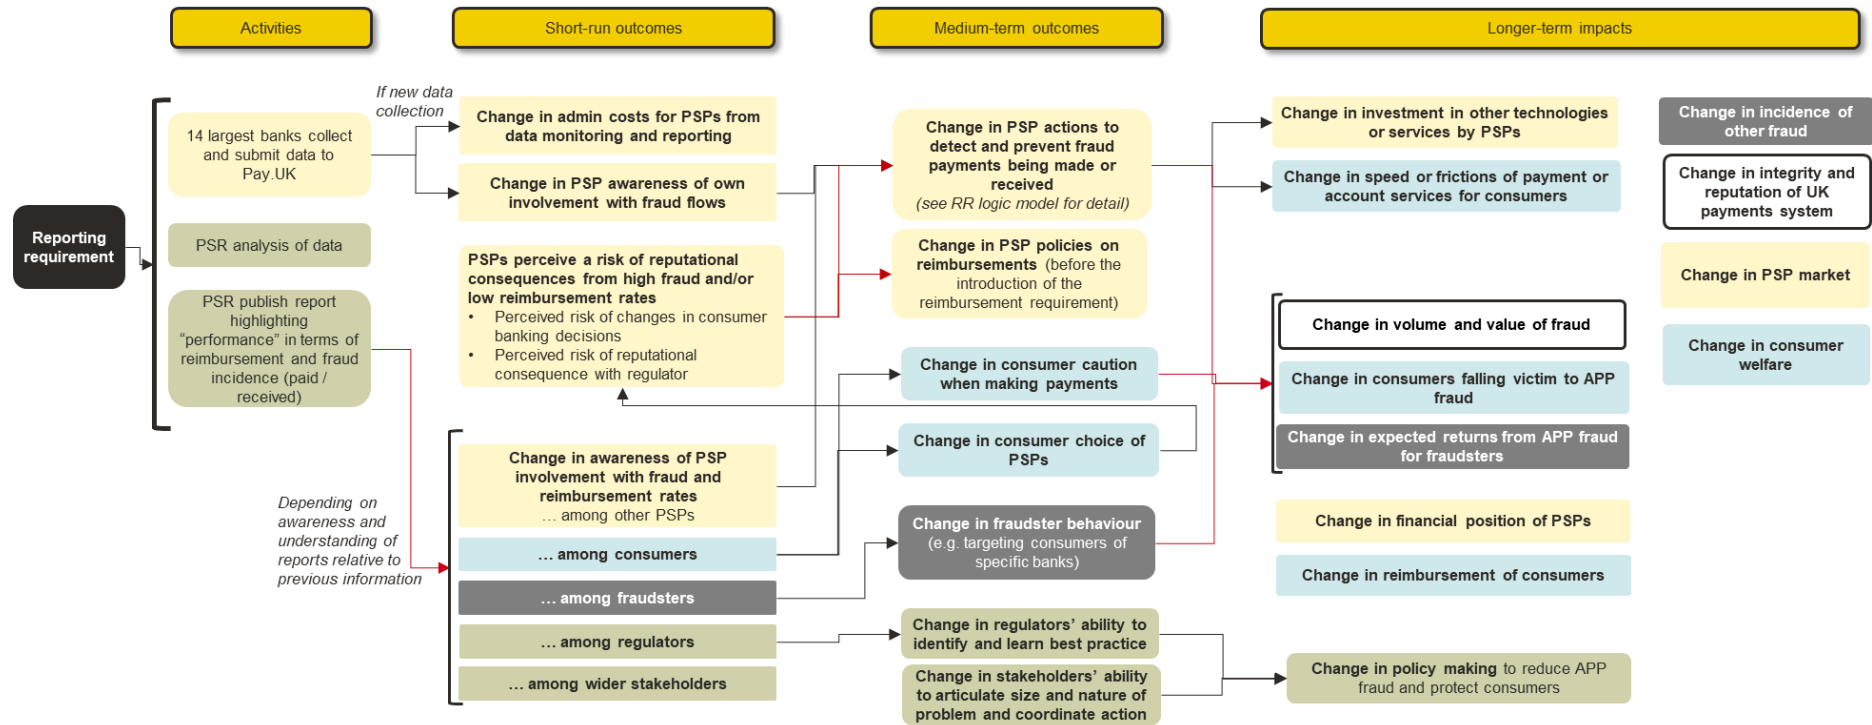 Activities
Short-run outcomes
Medium-term outcomes
Longer-term impacts
Reporting
requirement
14 largest banks collect
and submit data to
Pay.UK
PSR analysis of data
PSR publish report
highlighting
“performance” in terms of
reimbursement and fraud
incidence (paid /
received)
If new data
collection
Depending on
awareness and
understanding of
reports relative to
previous information
Change in admin costs for PSPs from
data monitoring and reporting
Change in PSP awareness of own
involvement with fraud flows
PSPs perceive a risk of reputational
consequences from high fraud and/or
low reimbursement rates
• Perceived risk of changes in consumer
banking decisions
• Perceived risk of reputational
consequence with regulator
Change in awareness of PSP
involvement with fraud and
reimbursement rates
… among other PSPs
… among consumers
… among fraudsters
… among regulators
… among wider stakeholders
Change in PSP actions to
detect and prevent fraud
payments being made or
received
(see RR logic model for detail)
Change in PSP policies on
reimbursements (before the
introduction of the
reimbursement requirement)
Change in consumer caution
when making payments
Change in consumer choice of
PSPs
Change in fraudster behaviour
(e.g. targeting consumers of
specific banks)
Change in regulators’ ability to
identify and learn best practice
Change in stakeholders’ ability
to articulate size and nature of
problem and coordinate action
Change in investment in other technologies
or services by PSPs
Change in speed or frictions of payment or
account services for consumers
Change in volume and value of fraud
Change in consumers falling victim to APP
fraud
Change in expected returns from APP fraud
for fraudsters
Change in financial position of PSPs
Change in reimbursement of consumers
Change in policy making to reduce APP
fraud and protect consumers
Change in incidence of
other fraud
Change in integrity and
reputation of UK
payments system
Change in PSP market
Change in consumer
welfare